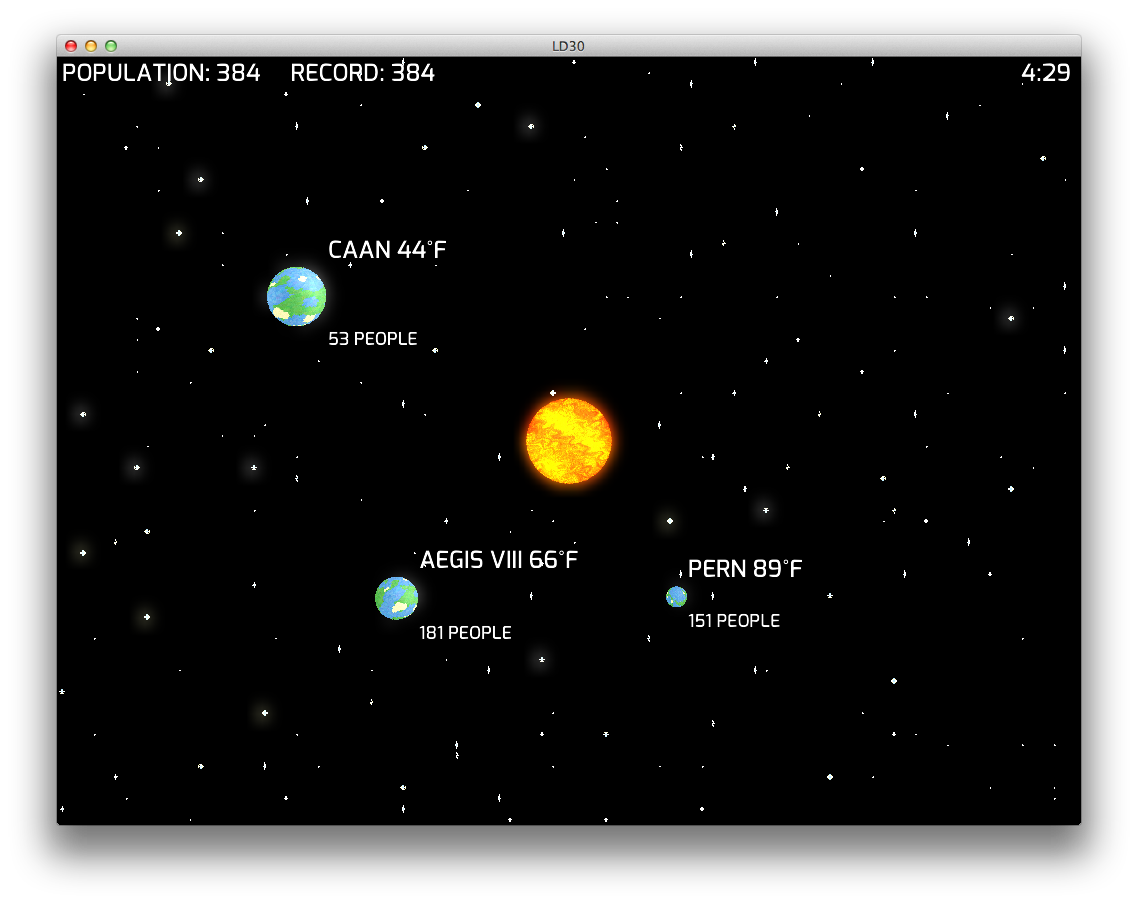 LD30
POPULATION: 384 RECORD: 384 4:29
CAAN 44°F
53 PEOPLE
AEGIS VIII 66°F
181 PEOPLE
PERN 89°F
151 PEOPLE